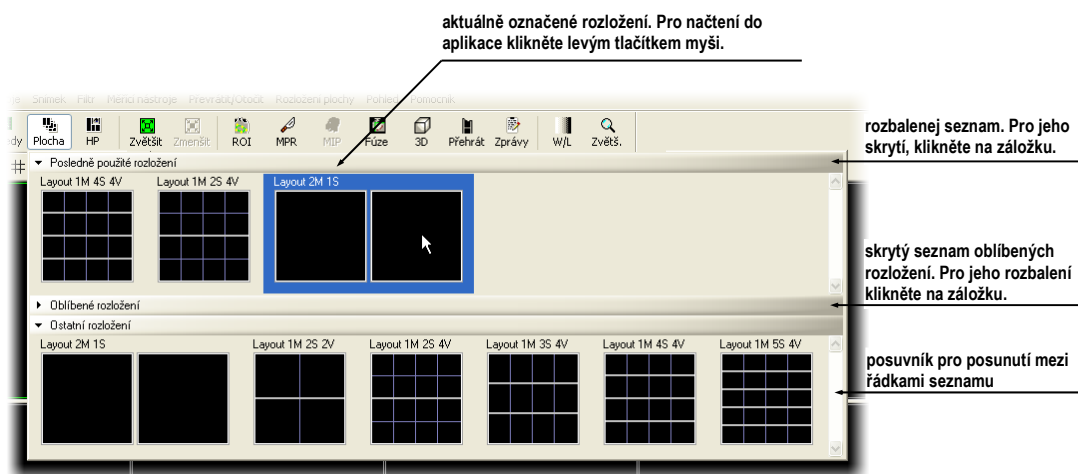 aktuálně označené rozložení. Pro načtení do
aplikace klikněte levým tlačítkem myši.
Snímek Filtr Měřicí nástroje Převrátit/Otočit Rozložení plochy Pohled Pomocník
Plocha HP Zvětšit Zmenšit ROI MPR MIP Fúze 3D Přehrát Zprávy W/L Zvětš.
rozbalenej seznam. Pro jeho
skrytí, klikněte na záložku.
Posledně použité rozložení
Layout 1M 4S 4V Layout 1M 2S 4V Layout 2M 1S
skrytý seznam oblíbených
rozložení. Pro jeho rozbalení
klikněte na záložku.
Oblíbené rozložení
Ostatní rozložení
Layout 2M 1S Layout 1M 2S 2V Layout 1M 2S 4V Layout 1M 3S 4V Layout 1M 4S 4V Layout 1M 5S 4V
posuvník pro posunutí mezi
řádkami seznamu